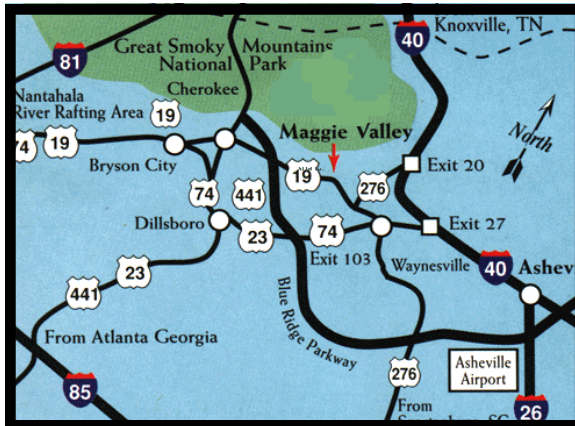 Knoxville, TN
40
81
Great Smoky Mountains
National Park
Cherokee
Nantahala
River Rafting Area
19
74
19
Bryson City
Maggie Valley
North
19
276
Exit 20
74
441
Dillsboro
23
74
Exit 27
Exit 103
Waynesville
40
Ashev
23
441
Blue Ridge Parkway
From Atlanta Georgia
85
276
Asheville
Airport
From
26